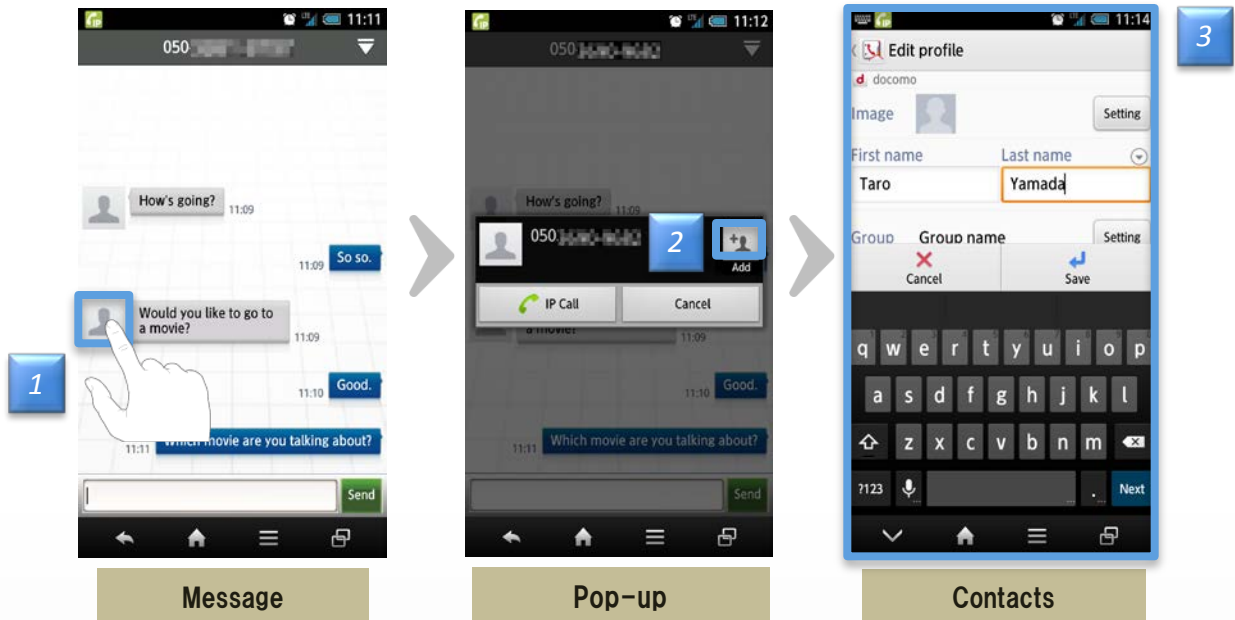 11:11
050
How's going?
11:09
11:09 So so.
Would you like to go to
a movie?
11:09
1
11:10 Good.
11:11 Which movie are you talking about?
Send
Message
11:12
050
How's going?
11:09
050
2
Add
IP Call
Cancel
a movie?
11:09
11:10 Good.
11:11 Which movie are you talking about?
Send
Pop-up
11:14
3
Edit profile
docomo
Image
Setting
First name Last name
Taro Yamada
Group Group name Setting
Cancel Save
q w e r t y u i o p
a s d f g h j k l
z x c v b n m
?123 . Next
Contacts